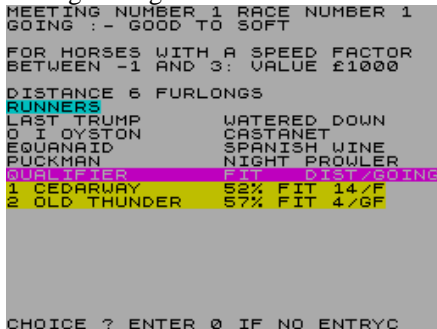 MEETING NUMBER 1 RACE NUMBER 1
GOING :- GOOD TO SOFT
FOR HORSES WITH A SPEED FACTOR
BETWEEN -1 AND 3: VALUE £1000
DISTANCE 6 FURLONGS
RUNNERS
LAST TRUMP WATERED DOWN
O I OYSTON CASTANET
EQUANAID SPANISH WINE
PUCKMAN NIGHT PROWLER
QUALIFIER FIT DIST/GOING
1 CEDARWAY 52% FIT 14/F
2 OLD THUNDER 57% FIT 4/GF
CHOICE ? ENTER 0 IF NO ENTRYC